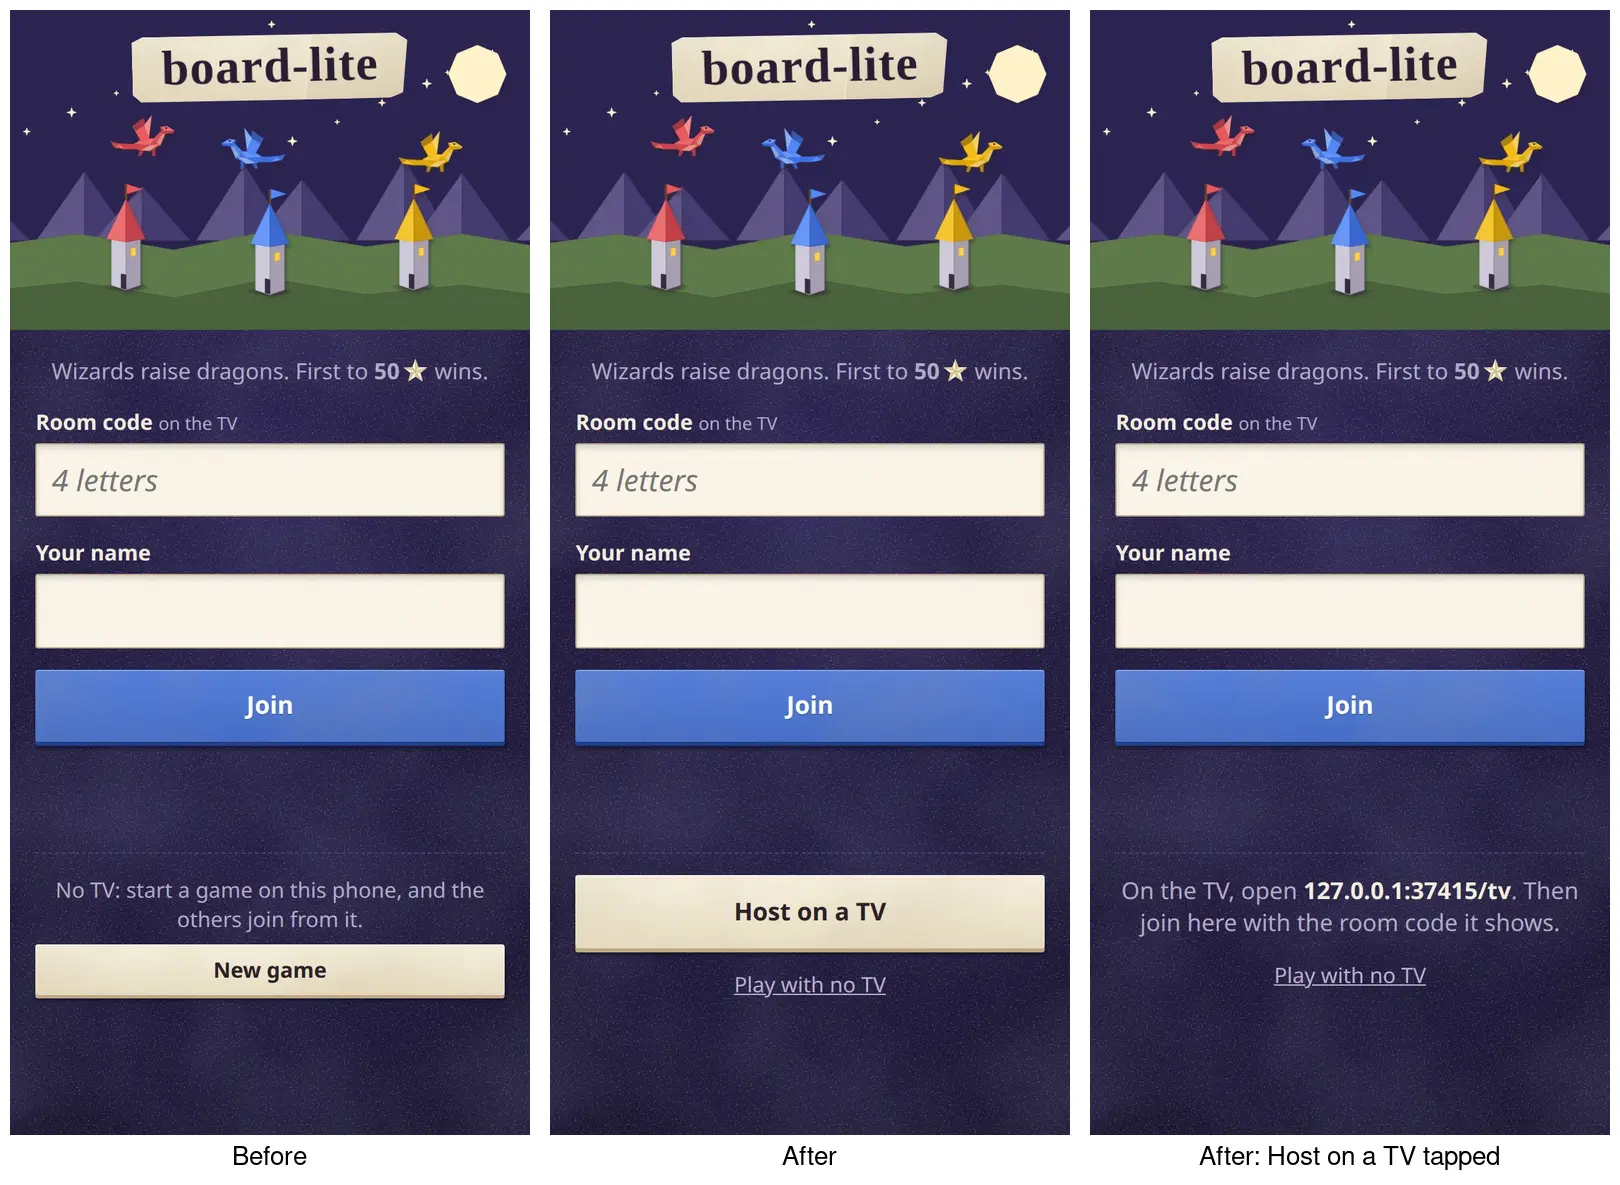 board-lite
Wizards raise dragons. First to 50 wins.
Room code on the TV
4 letters
Your name
Join
No TV: start a game on this phone, and the
others join from it.
New game
Before
board-lite
Wizards raise dragons. First to 50 wins.
Room code on the TV
4 letters
Your name
Join
Host on a TV
Play with no TV
After
board-lite
Wizards raise dragons. First to 50 wins.
Room code on the TV
4 letters
Your name
Join
On the TV, open 127.0.0.1:37415/tv. Then
join here with the room code it shows.
Play with no TV
After: Host on a TV tapped